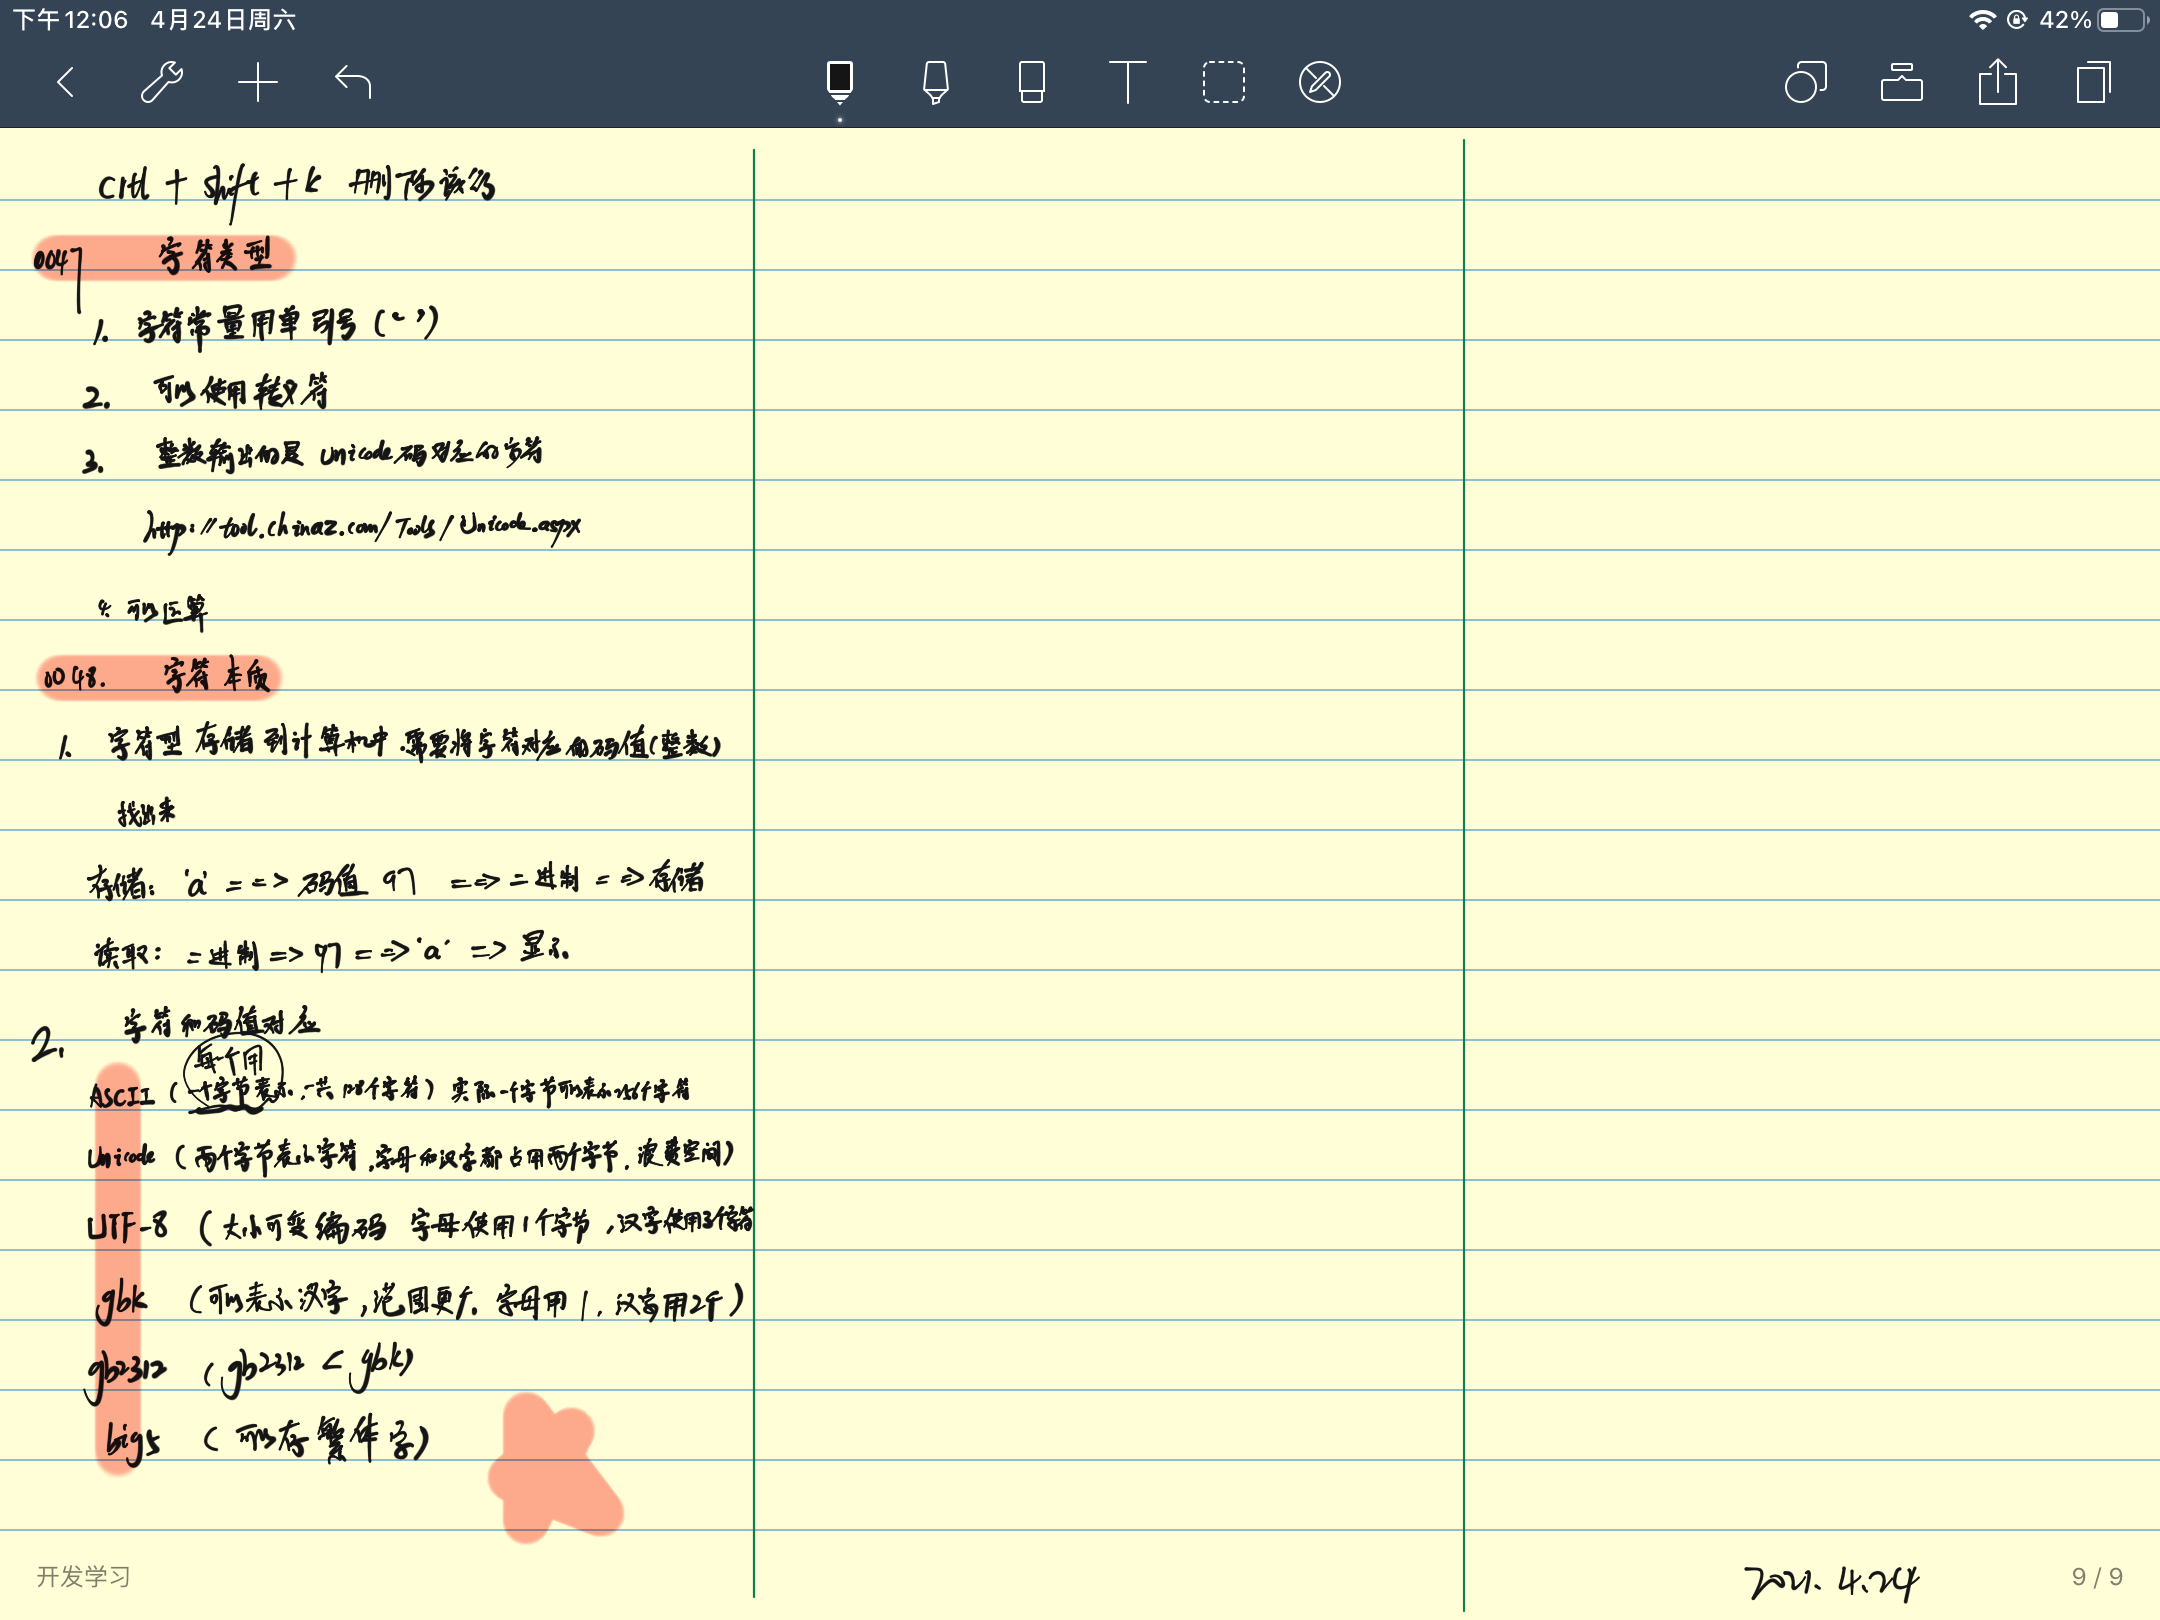 下午12:06 4月24日周六
42%
ctrl + shift + k 删除该行
0047 字符类型
1. 字符常量用单引号 (‘ ’)
2. 可以使用转义符
3. 整数输出的是 Unicode码对应的字符
http://tool.chinaz.com/Tools/Unicode.aspx
4. 可以运算
0048. 字符本质
1. 字符型 存储 到计算机中.需要将字符对应的码值(整数)
找出来
存储: 'a' ==> 码值 97 ==> 二进制 ==> 存储
读取: 二进制 => 97 ==> 'a' => 显示
2. 字符和码值对应
每个用
ASCII (一个字节表示,一共128个字符) 实际一个字节可以表示256个字符
Unicode (两个字节表示字符,字母和汉字都占用两个字节,浪费空间)
UTF-8 (大小可变编码 字母使用1个字节,汉字使用3个字符
gbk (可以表示汉字,范围更广. 字母用1,汉字用2个)
gb2312 (gb2312 < gbk)
big5 (可以存繁体字)
开发学习
2021. 4.24
9 / 9